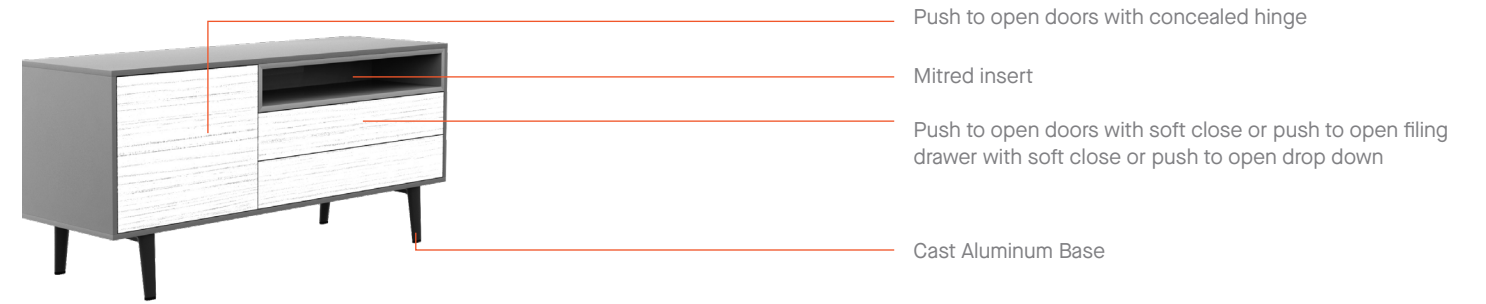 Push to open doors with concealed hinge
Mitred insert
Push to open doors with soft close or push to open filing
drawer with soft close or push to open drop down
Cast Aluminum Base